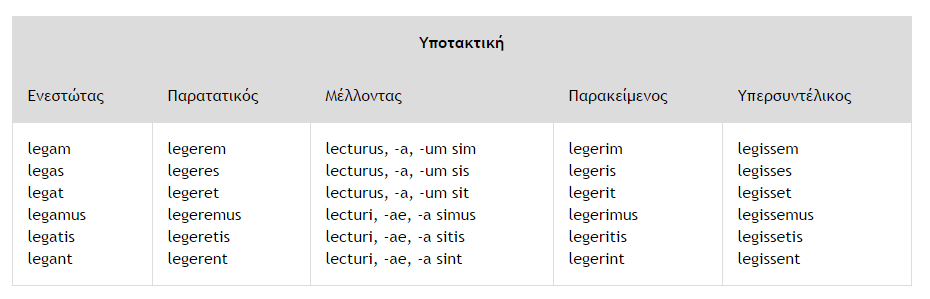 Υποτακτική
Ενεστώτας Παρατατικός Μέλλοντας Παρακείμενος Υπερσυντέλικος
legam legerem lecturus, -a, -um sim legerim legissem
legas legeres lecturus, -a, -um sis legeris legisses
legat legeret lecturus, -a, -um sit legerit legisset
legamus legeremus lecturi, -ae, -a simus legerimus legissemus
legatis legeretis lecturi, -ae, -a sitis legeritis legissetis
legant legerent lecturi, -ae, -a sint legerint legissent